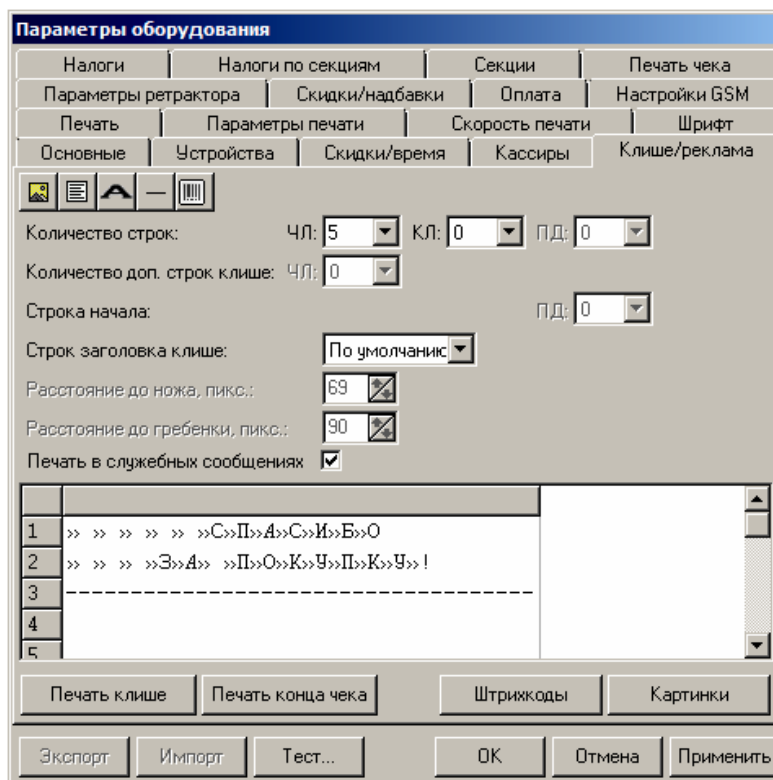 Параметры оборудования
Налоги Налоги по секциям Секции Печать чека
Параметры ретрактора Скидки/надбавки Оплата Настройки GSM
Печать Параметры печати Скорость печати Шрифт
Основные Устройства Скидки/время Кассиры Клише/реклама
Количество строк: ЧЛ: 5 КЛ: 0 ПД: 0
Количество доп. строк клише: ЧЛ: 0
Строка начала: ПД: 0
Строк заголовка клише: По умолчанию
Расстояние до ножа, пикс.: 69
Расстояние до гребенки, пикс.: 90
Печать в служебных сообщениях
1 » » » » » »С»П»А»С»И»Б»О
2 » » » »З»А» »П»О»К»У»П»К»У»!
3 ------------------------------------
4
5
Печать клише Печать конца чека Штрихкоды Картинки
Экспорт Импорт Тест... OK Отмена Применить